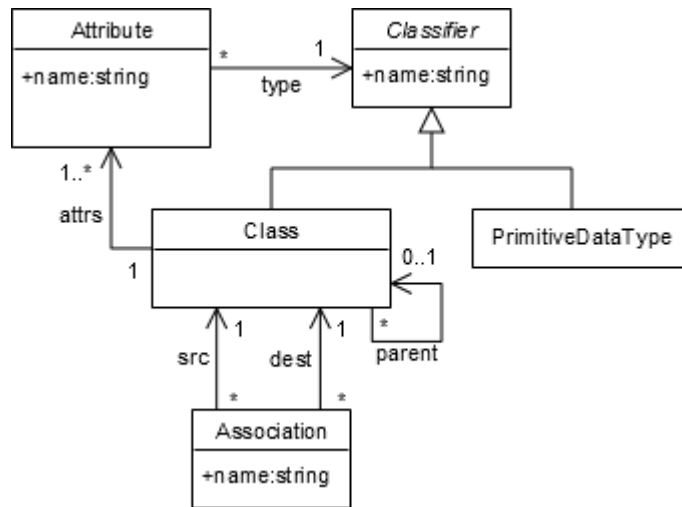 Attribute
+name:string
Classifier
+name:string
*
1
type
1..*
attrs
1
Class
PrimitiveDataType
0..1
*
parent
1
1
src
dest
*
*
Association
+name:string